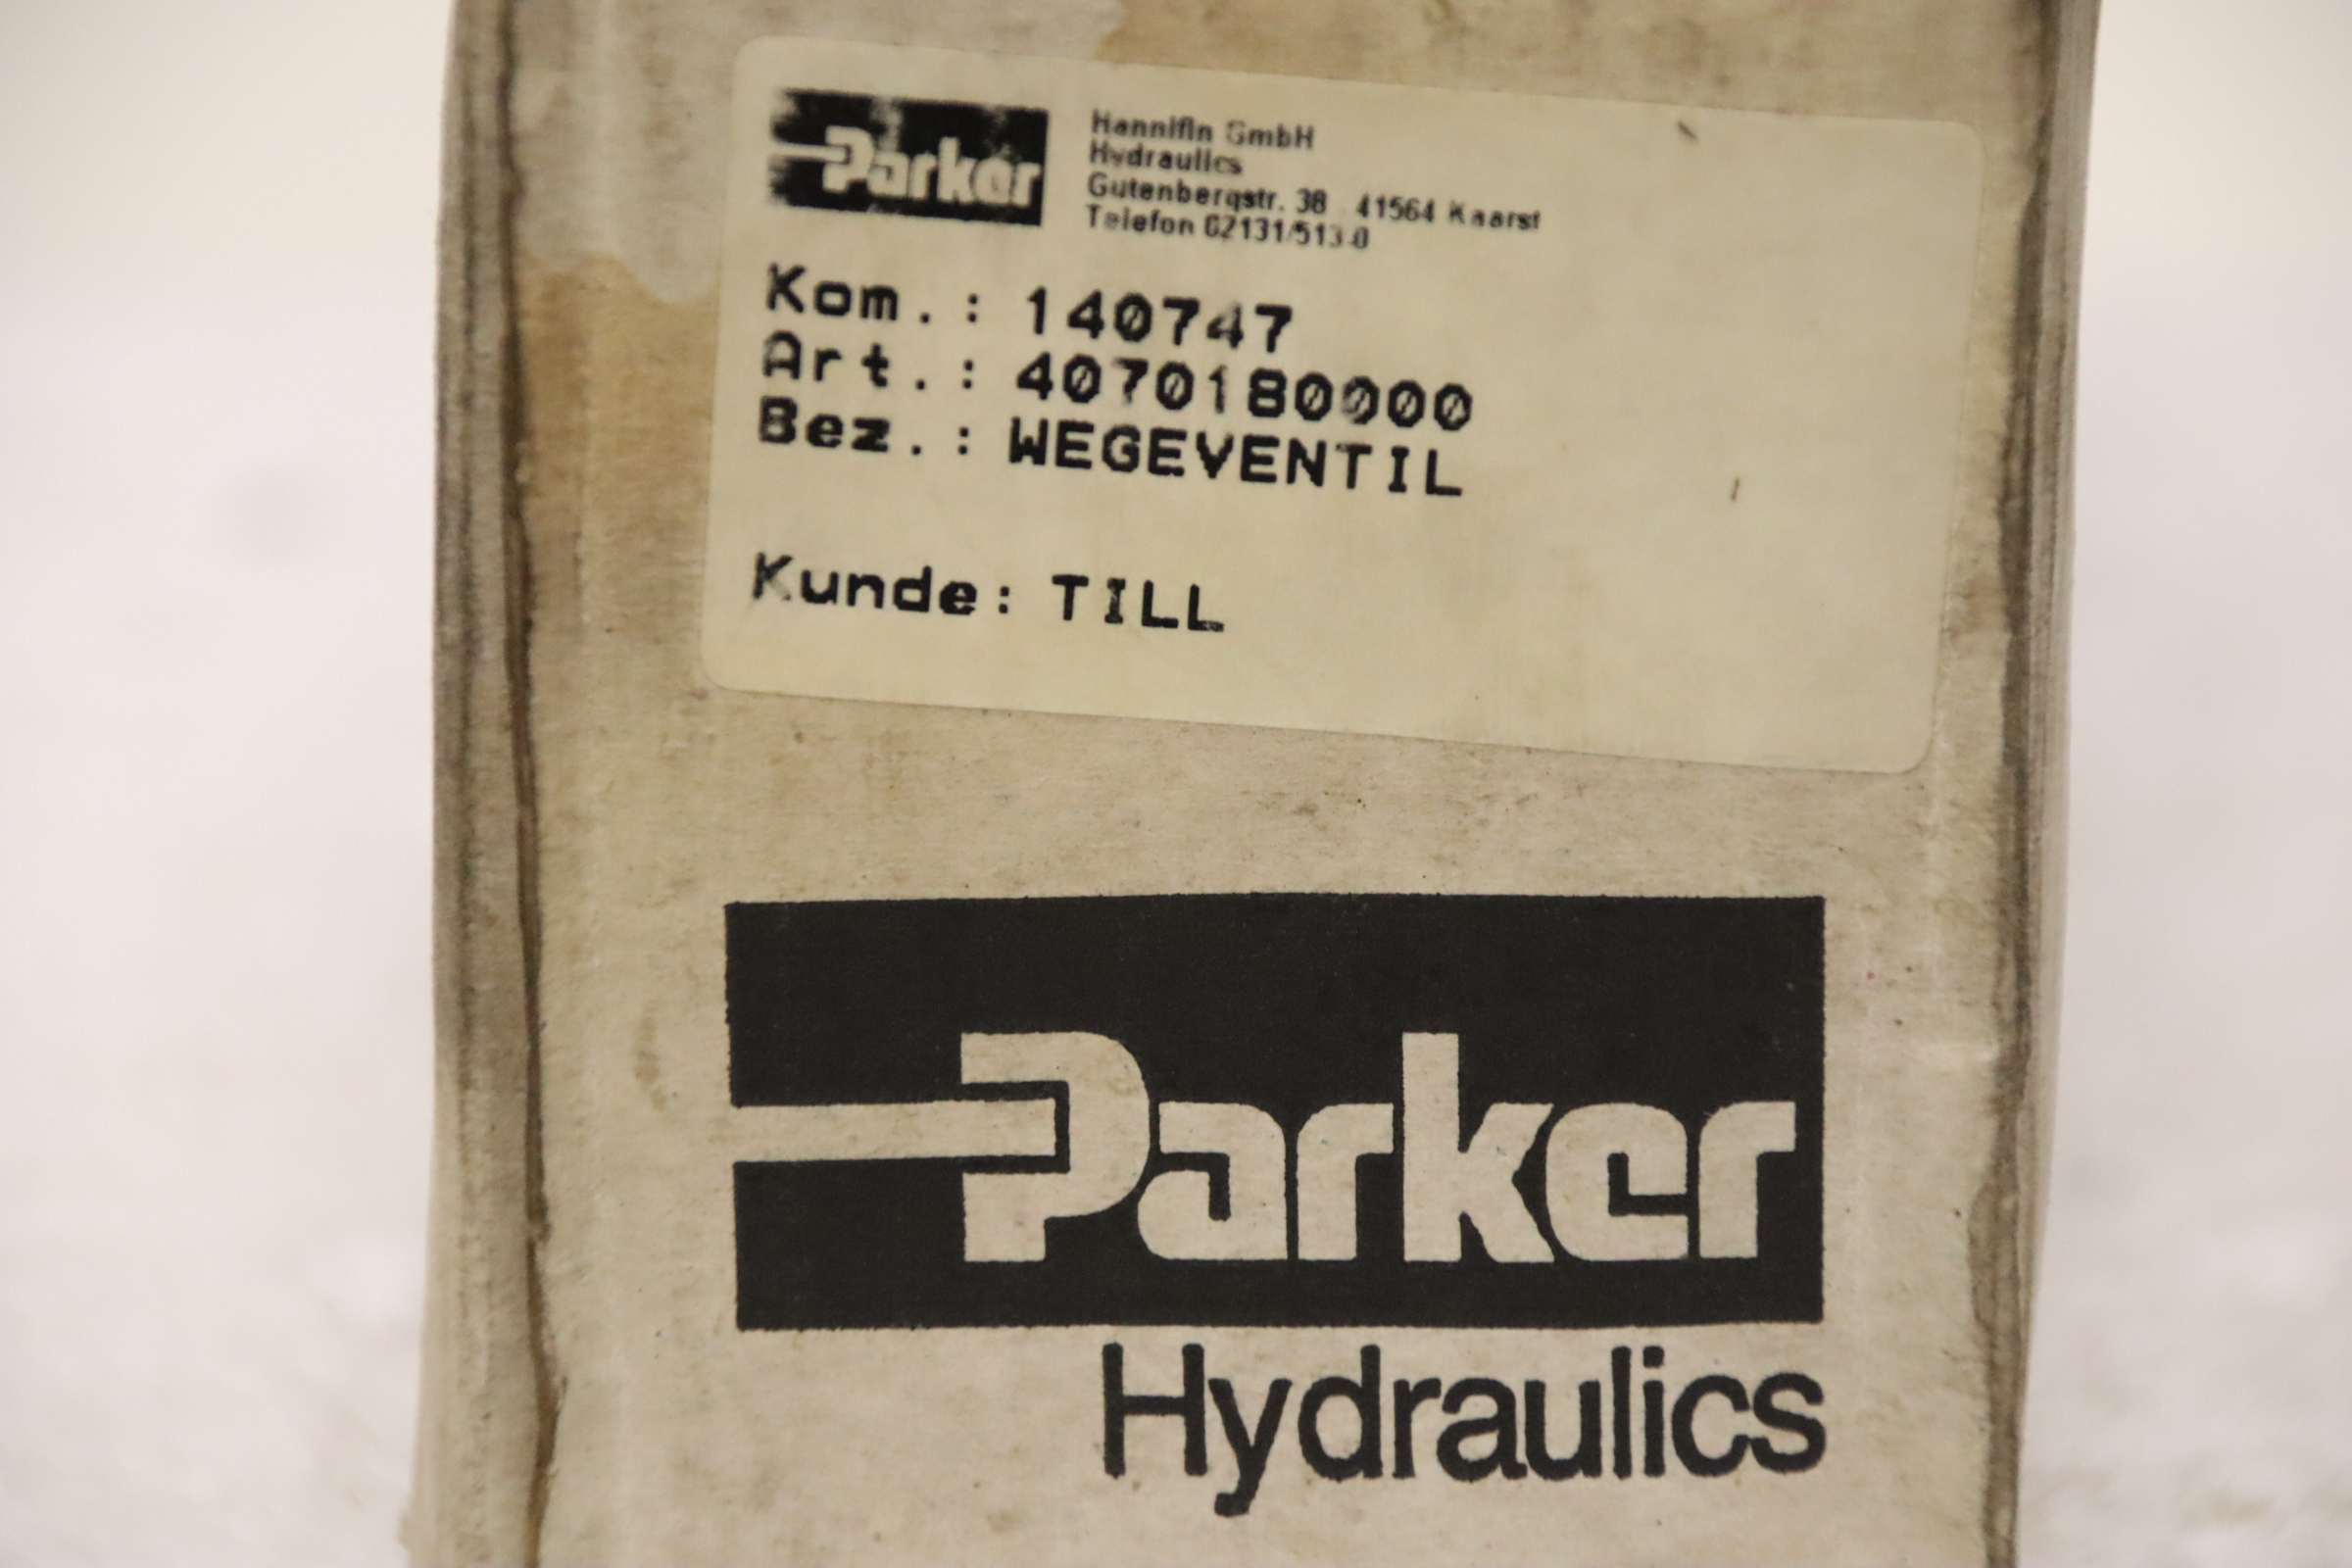 Parker
Hannifin GmbH
Hydraulics
Gutenbergstr. 38 . 41564 Kaarst
Telefon 02131/513-0
Kom.: 140747
Art.: 4070180000
Bez.: WEGEVENTIL
Kunde: TILL
Parker
Hydraulics